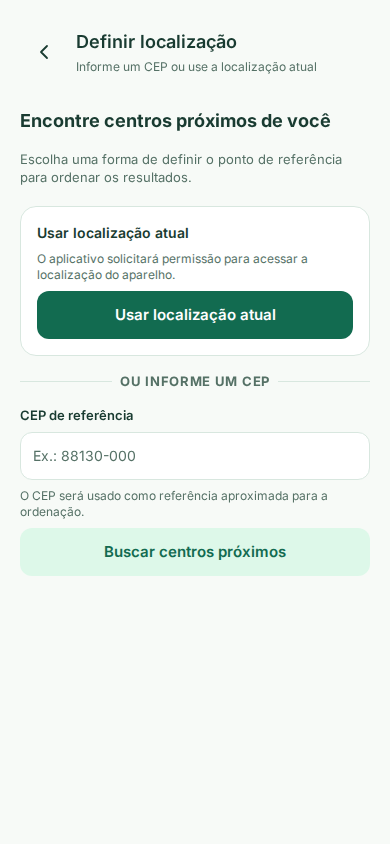 Definir localização
Informe um CEP ou use a localização atual
Encontre centros próximos de você
Escolha uma forma de definir o ponto de referência
para ordenar os resultados.
Usar localização atual
O aplicativo solicitará permissão para acessar a
localização do aparelho.
Usar localização atual
OU INFORME UM CEP
CEP de referência
Ex.: 88130-000
O CEP será usado como referência aproximada para a
ordenação.
Buscar centros próximos